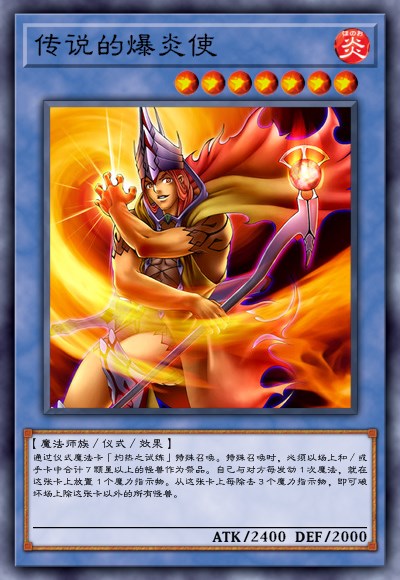 传说的爆炎使
炎
ほのお
【魔法师族／仪式／效果】
通过仪式魔法卡「灼热之试炼」特殊召唤。特殊召唤时，必须以场上和／或
手卡中合计７颗星以上的怪兽作为祭品。自己与对方每发动１次魔法，就在
这张卡上放置１个魔力指示物。从这张卡上每除去３个魔力指示物，即可破
坏场上除这张卡以外的所有怪兽。
ATK/2400 DEF/2000